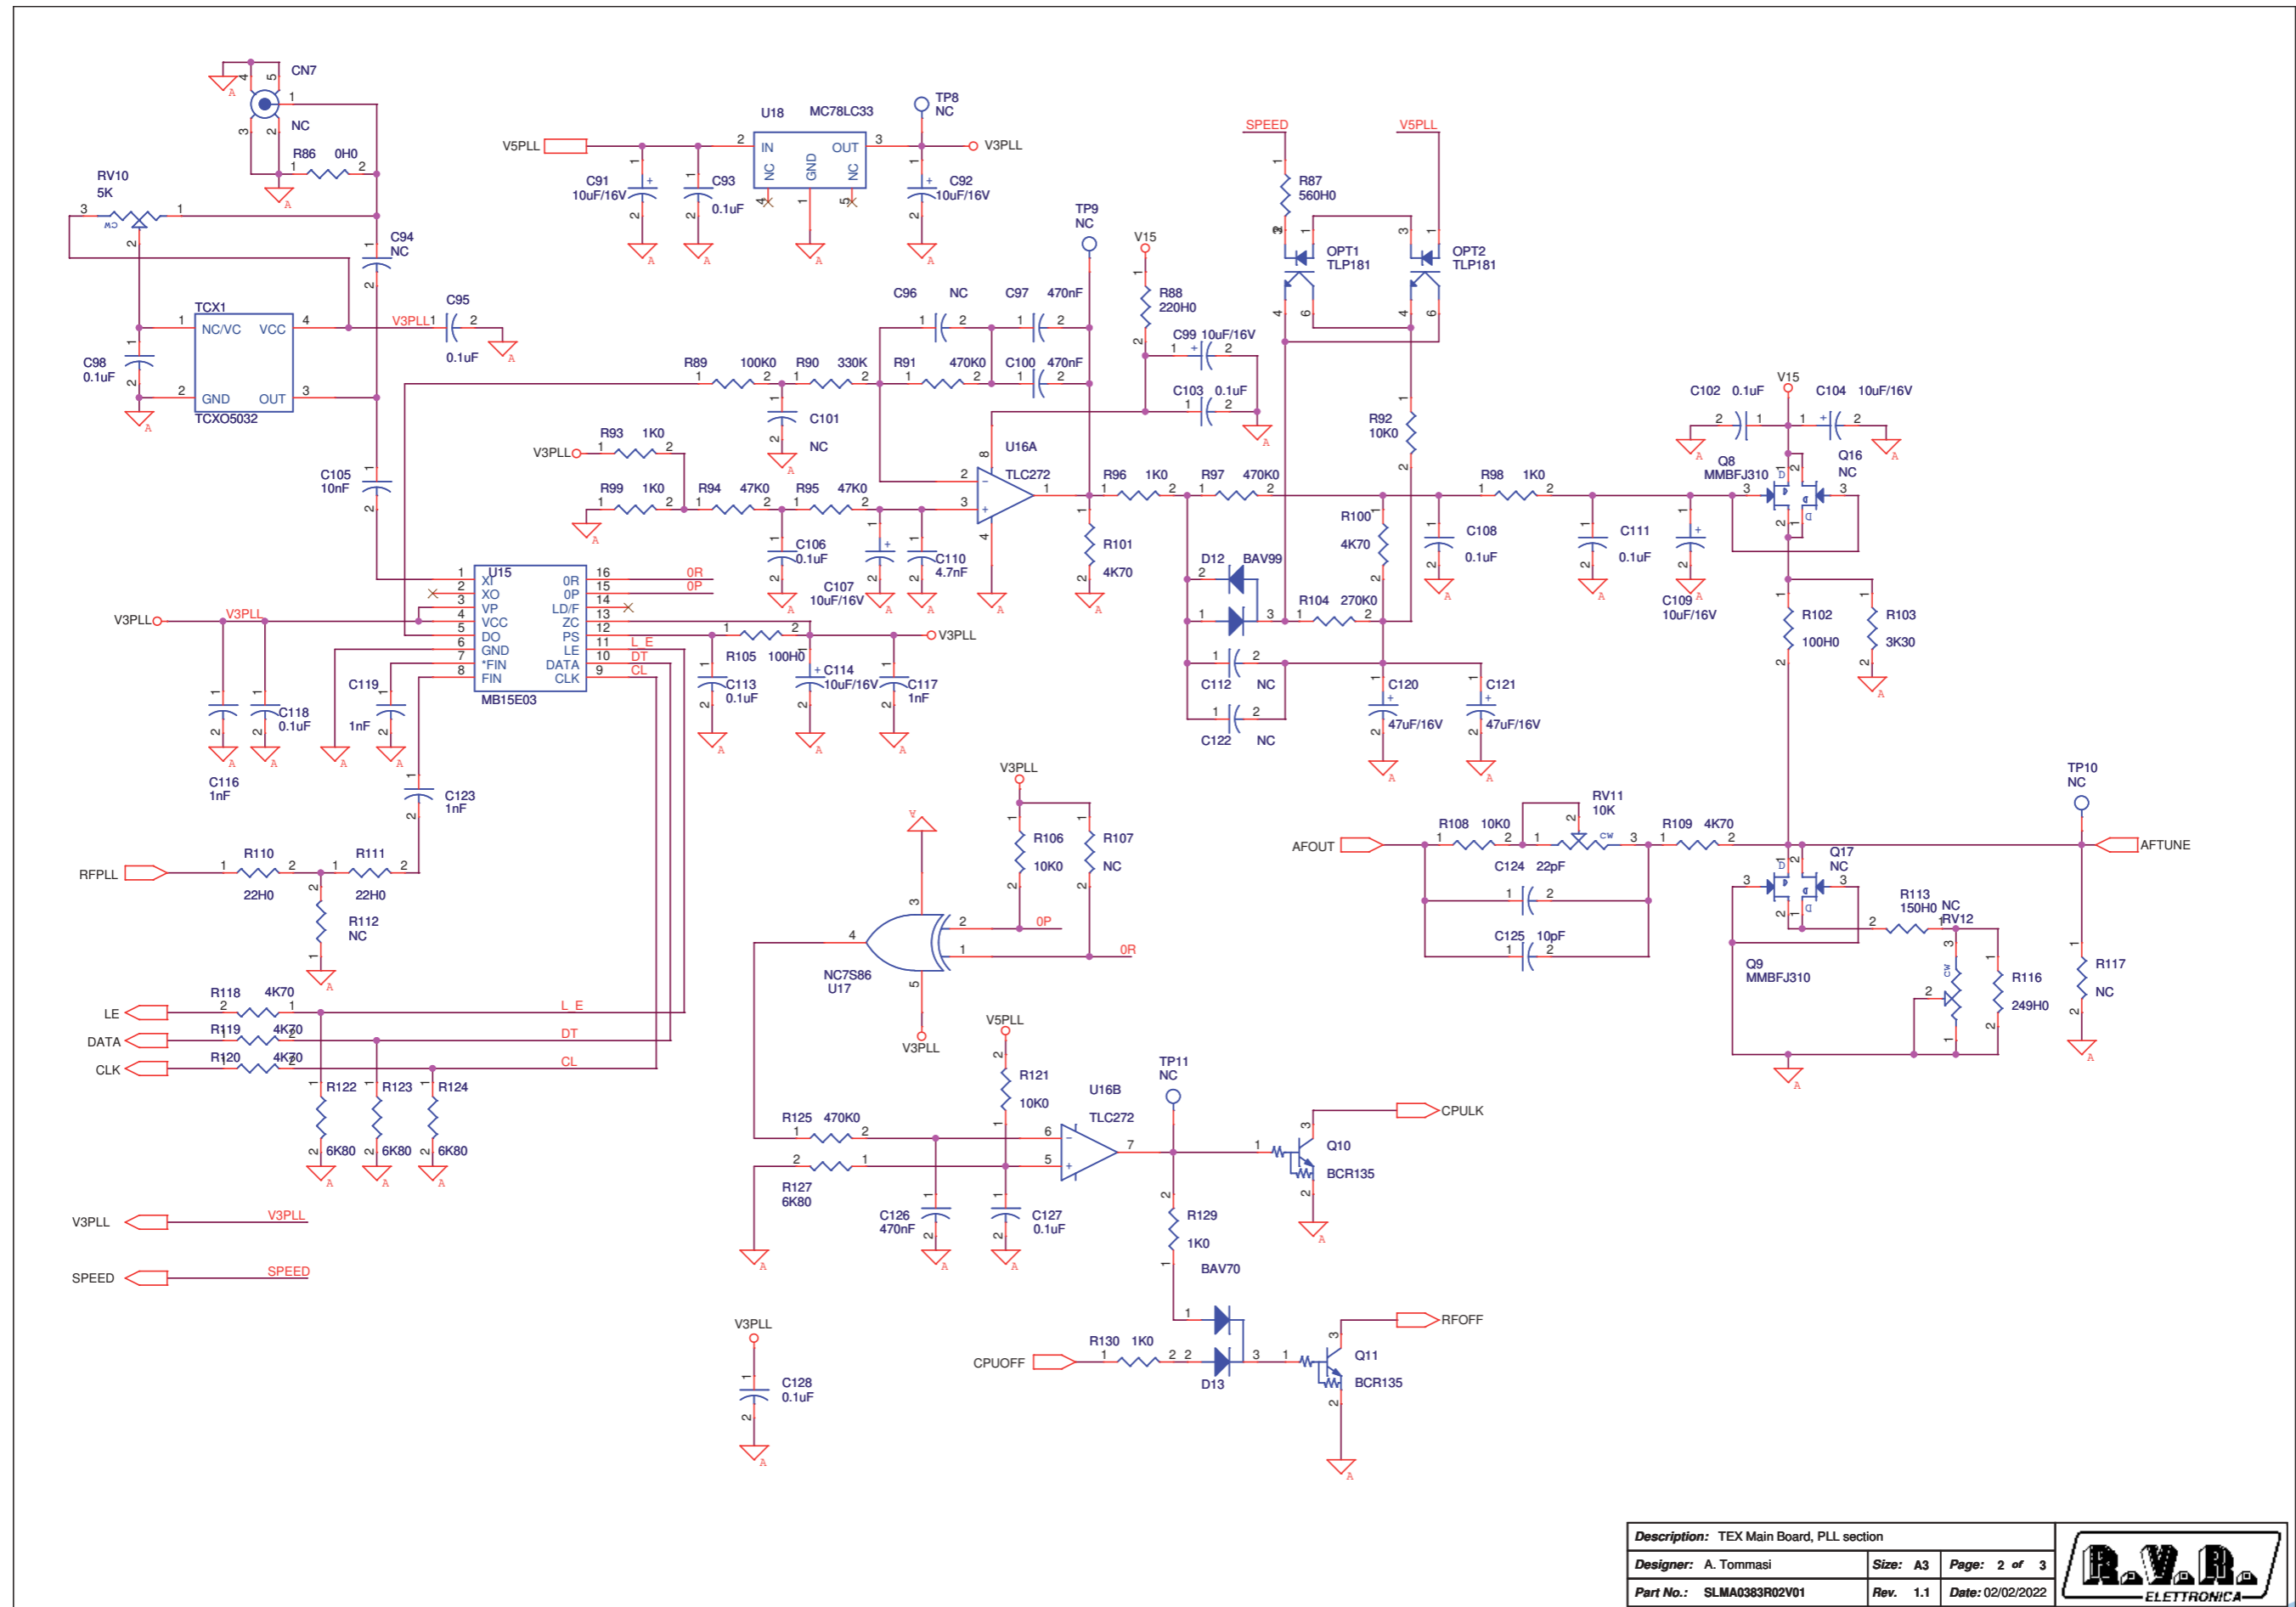 CN7
NC
R86 0H0
RV10
5K
CW
C94
NC
TCX1
NC/VC VCC
GND OUT
TCXO5032
V3PLL
C95
0.1uF
C98
0.1uF
C105
10nF
U18 MC78LC33
IN OUT
NC GND NC
V5PLL
TP8
NC
V3PLL
C91
10uF/16V
C93
0.1uF
C92
10uF/16V
TP9
NC
V15
R88
220H0
C99 10uF/16V
C103 0.1uF
C96 NC
C97 470nF
R89 100K0
R90 330K
R91 470K0
C100 470nF
C101
NC
R93 1K0
V3PLL
R99 1K0
R94 47K0
R95 47K0
U16A
TLC272
C106
0.1uF
C107
10uF/16V
C110
4.7nF
R96 1K0
R97 470K0
R101
4K70
SPEED
V5PLL
R87
560H0
OPT1
TLP181
OPT2
TLP181
R92
10K0
R98 1K0
R100
4K70
C108
0.1uF
C111
0.1uF
C109
10uF/16V
D12 BAV99
R104 270K0
C112 NC
C122 NC
C120
47uF/16V
C121
47uF/16V
V15
C102 0.1uF
C104 10uF/16V
Q8
MMBFJ310
Q16
NC
R102
100H0
R103
3K30
U15
XI
XO
VP
VCC
DO
GND
*FIN
FIN
0R
0P
LD/F
ZC
PS
LE
DATA
CLK
MB15E03
0R
0P
L_E
DT
CL
V3PLL
V3PLL
V3PLL
R105 100H0
C113
0.1uF
C114
10uF/16V
C117
1nF
C116
1nF
C118
0.1uF
C119
1nF
C123
1nF
RFPLL
R110
22H0
R111
22H0
R112
NC
LE
R118 4K70
L_E
DATA
R119 4K70
DT
CLK
R120 4K70
CL
R122
6K80
R123
6K80
R124
6K80
V3PLL V3PLL
SPEED SPEED
V3PLL
R106
10K0
R107
NC
0P
0R
NC7S86
U17
V3PLL
V5PLL
R121
10K0
R125 470K0
R127
6K80
U16B
TLC272
TP11
NC
C126
470nF
C127
0.1uF
Q10
BCR135
CPULK
R129
1K0
BAV70
D13
CPUOFF
R130 1K0
Q11
BCR135
RFOFF
V3PLL
C128
0.1uF
AFOUT
R108 10K0
RV11
10K
CW
R109 4K70
C124 22pF
C125 10pF
TP10
NC
AFTUNE
Q17
NC
Q9
MMBFJ310
R113
150H0
NC
RV12
CW
R116
249H0
R117
NC
Description: TEX Main Board, PLL section
Designer: A. Tommasi
Size: A3
Page: 2 of 3
Part No.: SLMA0383R02V01
Rev. 1.1
Date: 02/02/2022
R.V.R.
ELETTRONICA